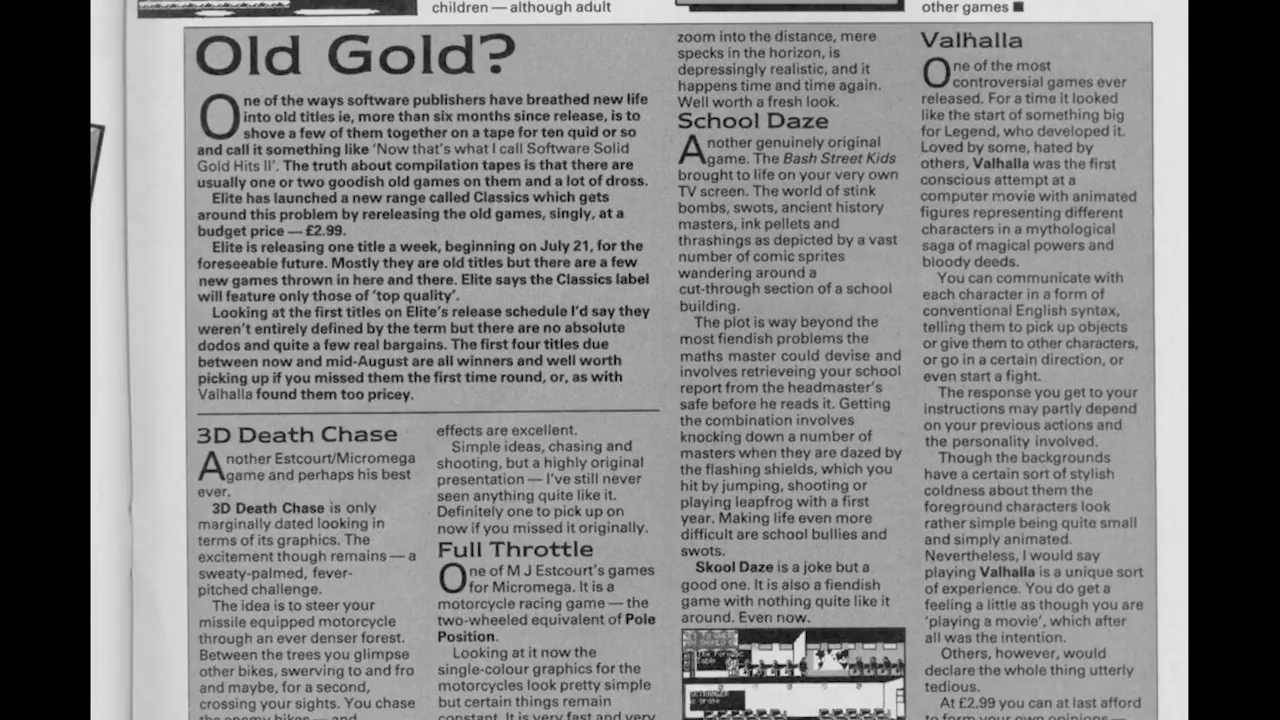 children — although adult
other games ■
Old Gold?
One of the ways software publishers have breathed new life
into old titles ie, more than six months since release, is to
shove a few of them together on a tape for ten quid or so
and call it something like 'Now that's what I call Software Solid
Gold Hits II'. The truth about compilation tapes is that there are
usually one or two goodish old games on them and a lot of dross.
Elite has launched a new range called Classics which gets
around this problem by rereleasing the old games, singly, at a
budget price — £2.99.
Elite is releasing one title a week, beginning on July 21, for the
foreseeable future. Mostly they are old titles but there are a few
new games thrown in here and there. Elite says the Classics label
will feature only those of 'top quality'.
Looking at the first titles on Elite's release schedule I'd say they
weren't entirely defined by the term but there are no absolute
dodos and quite a few real bargains. The first four titles due
between now and mid-August are all winners and well worth
picking up if you missed them the first time round, or, as with
Valhalla found them too pricey.
3D Death Chase
Another Estcourt/Micromega
game and perhaps his best
ever.
3D Death Chase is only
marginally dated looking in
terms of its graphics. The
excitement though remains — a
sweaty-palmed, fever-
pitched challenge.
The idea is to steer your
missile equipped motorcycle
through an ever denser forest.
Between the trees you glimpse
other bikes, swerving to and fro
and maybe, for a second,
crossing your sights. You chase
the enemy bikes — and
effects are excellent.
Simple ideas, chasing and
shooting, but a highly original
presentation — I've still never
seen anything quite like it.
Definitely one to pick up on
now if you missed it originally.
Full Throttle
One of M J Estcourt's games
for Micromega. It is a
motorcycle racing game — the
two-wheeled equivalent of Pole
Position.
Looking at it now the
single-colour graphics for the
motorcycles look pretty simple
but certain things remain
constant. It is very fast and very
zoom into the distance, mere
specks in the horizon, is
depressingly realistic, and it
happens time and time again.
Well worth a fresh look.
School Daze
Another genuinely original
game. The Bash Street Kids
brought to life on your very own
TV screen. The world of stink
bombs, swots, ancient history
masters, ink pellets and
thrashings as depicted by a vast
number of comic sprites
wandering around a
cut-through section of a school
building.
The plot is way beyond the
most fiendish problems the
maths master could devise and
involves retrieveing your school
report from the headmaster's
safe before he reads it. Getting
the combination involves
knocking down a number of
masters when they are dazed by
the flashing shields, which you
hit by jumping, shooting or
playing leapfrog with a first
year. Making life even more
difficult are school bullies and
swots.
Skool Daze is a joke but a
good one. It is also a fiendish
game with nothing quite like it
around. Even now.
Valhalla
One of the most
controversial games ever
released. For a time it looked
like the start of something big
for Legend, who developed it.
Loved by some, hated by
others, Valhalla was the first
conscious attempt at a
computer movie with animated
figures representing different
characters in a mythological
saga of magical powers and
bloody deeds.
You can communicate with
each character in a form of
conventional English syntax,
telling them to pick up objects
or give them to other characters,
or go in a certain direction, or
even start a fight.
The response you get to your
instructions may partly depend
on your previous actions and
the personality involved.
Though the backgrounds
have a certain sort of stylish
coldness about them the
foreground characters look
rather simple being quite small
and simply animated.
Nevertheless, I would say
playing Valhalla is a unique sort
of experience. You do get a
feeling a little as though you are
'playing a movie', which after
all was the intention.
Others, however, would
declare the whole thing utterly
tedious.
At £2.99 you can at last afford
to form your own opinions —